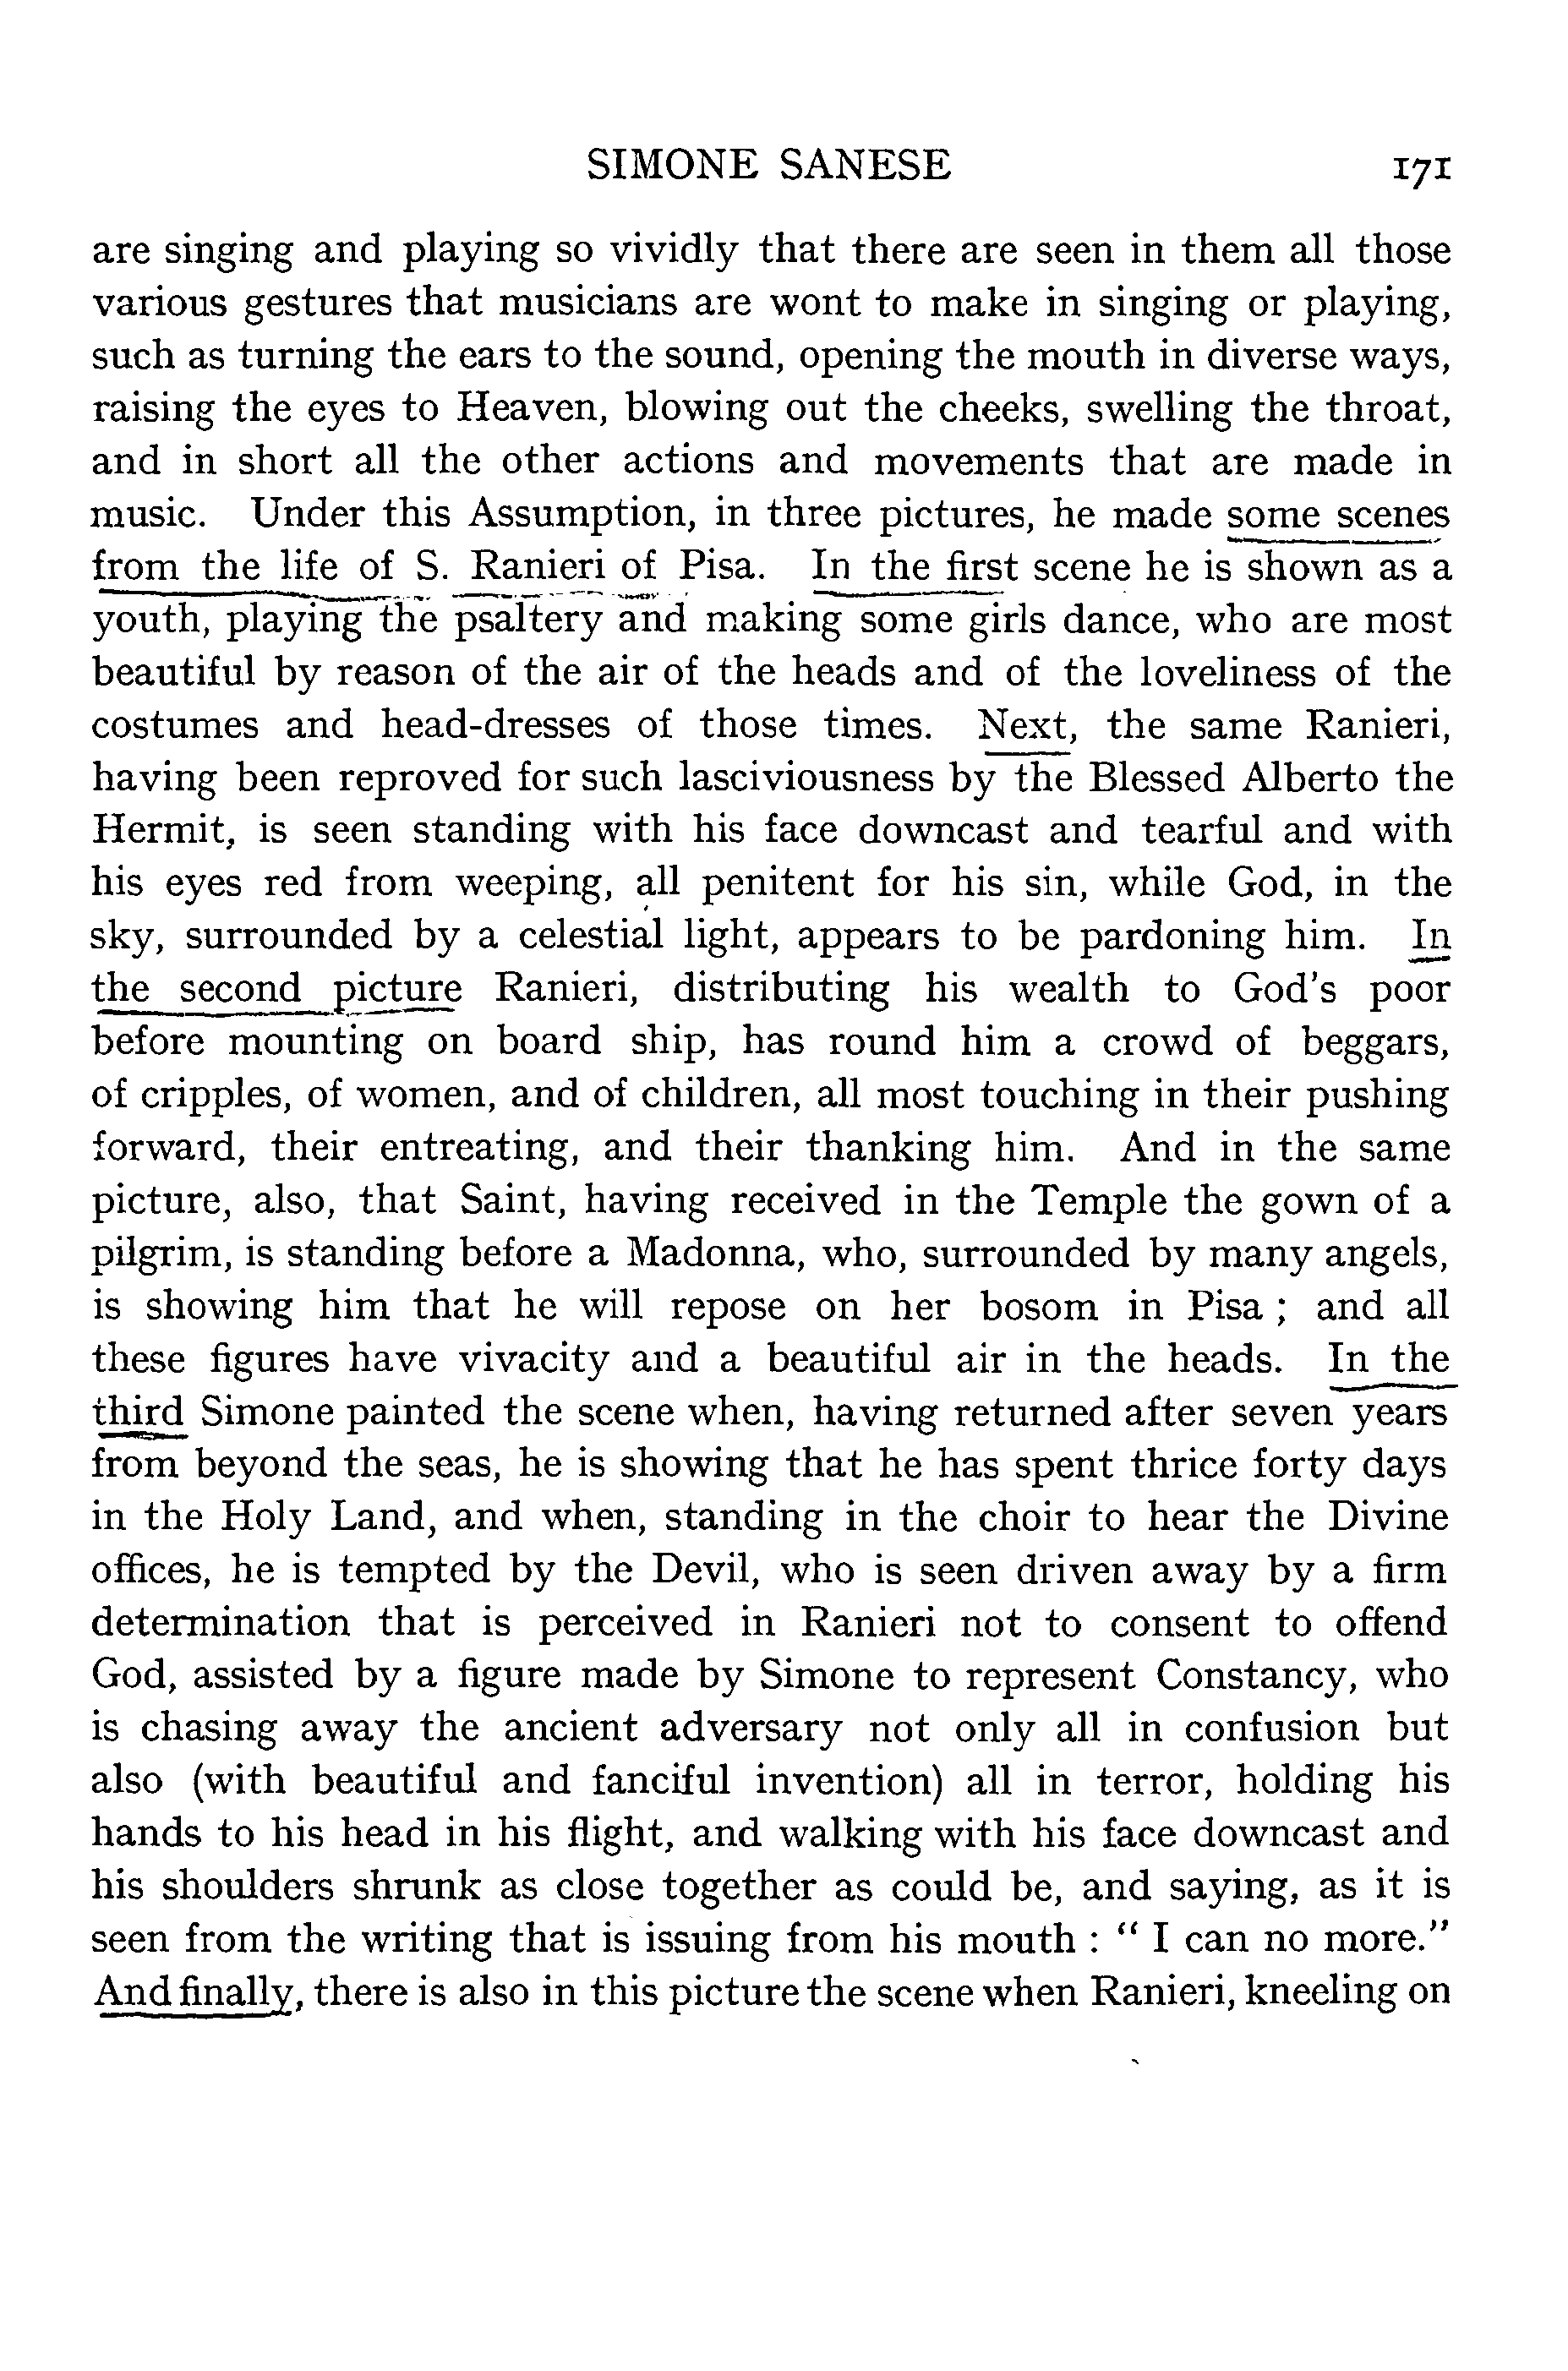 SIMONE SANESE 171
are singing and playing so vividly that there are seen in them all those
various gestures that musicians are wont to make in singing or playing,
such as turning the ears to the sound, opening the mouth in diverse ways,
raising the eyes to Heaven, blowing out the cheeks, swelling the throat,
and in short all the other actions and movements that are made in
music. Under this Assumption, in three pictures, he made some scenes
from the life of S. Ranieri of Pisa. In the first scene he is shown as a
youth, playing the psaltery and making some girls dance, who are most
beautiful by reason of the air of the heads and of the loveliness of the
costumes and head-dresses of those times. Next, the same Ranieri,
having been reproved for such lasciviousness by the Blessed Alberto the
Hermit, is seen standing with his face downcast and tearful and with
his eyes red from weeping, all penitent for his sin, while God, in the
sky, surrounded by a celestial light, appears to be pardoning him. In
the second picture Ranieri, distributing his wealth to God's poor
before mounting on board ship, has round him a crowd of beggars,
of cripples, of women, and of children, all most touching in their pushing
forward, their entreating, and their thanking him. And in the same
picture, also, that Saint, having received in the Temple the gown of a
pilgrim, is standing before a Madonna, who, surrounded by many angels,
is showing him that he will repose on her bosom in Pisa ; and all
these figures have vivacity and a beautiful air in the heads. In the
third Simone painted the scene when, having returned after seven years
from beyond the seas, he is showing that he has spent thrice forty days
in the Holy Land, and when, standing in the choir to hear the Divine
offices, he is tempted by the Devil, who is seen driven away by a firm
determination that is perceived in Ranieri not to consent to offend
God, assisted by a figure made by Simone to represent Constancy, who
is chasing away the ancient adversary not only all in confusion but
also (with beautiful and fanciful invention) all in terror, holding his
hands to his head in his flight, and walking with his face downcast and
his shoulders shrunk as close together as could be, and saying, as it is
seen from the writing that is issuing from his mouth : “ I can no more.”
And finally, there is also in this picture the scene when Ranieri, kneeling on